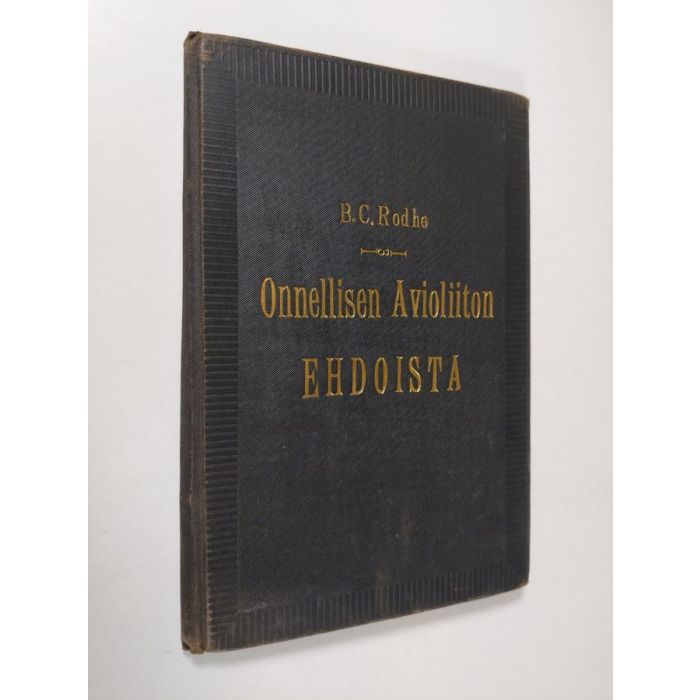 B.C. Rodhe
Onnellisen Avioliiton
EHDOISTA